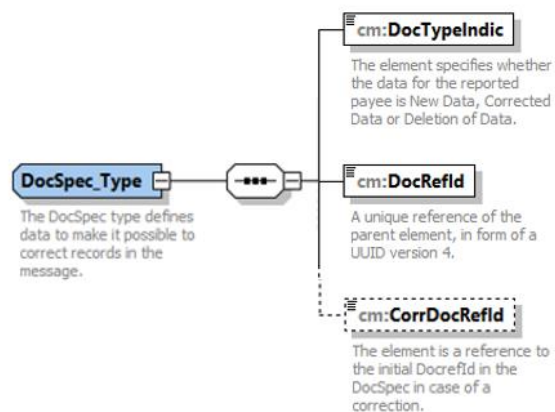 cm:DocTypeIndic
The element specifies whether
the data for the reported
payee is New Data, Corrected
Data or Deletion of Data.
DocSpec_Type
The DocSpec type defines
data to make it possible to
correct records in the
message.
cm:DocRefId
A unique reference of the
parent element, in form of a
UUID version 4.
cm:CorrDocRefId
The element is a reference to
the initial DocrefId in the
DocSpec in case of a
correction.